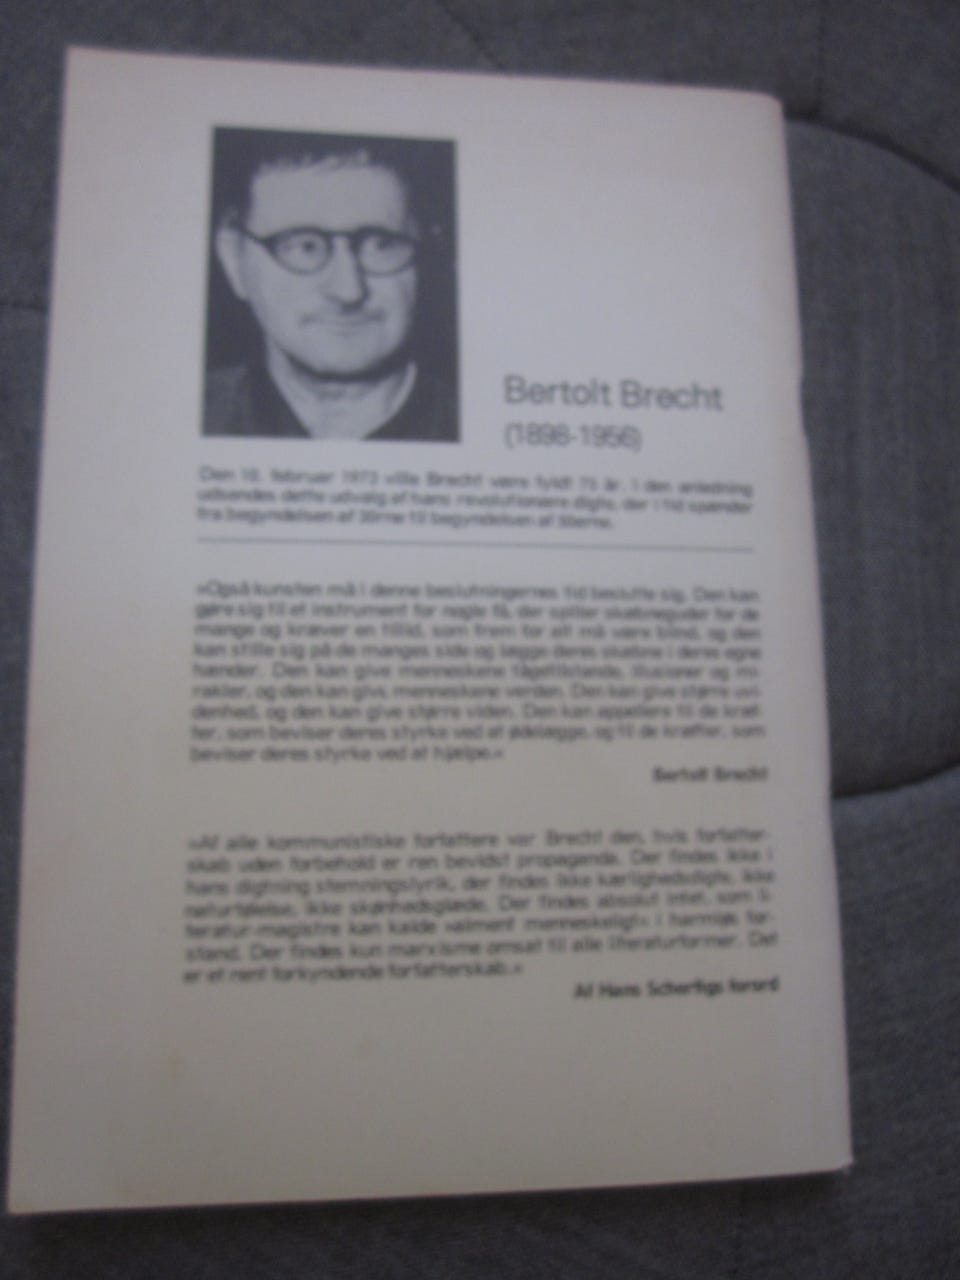 Bertolt Brecht
(1898-1956)
Den 10. februar 1973 ville Brecht være fyldt 75 år. I den anledning
udsendes dette udvalg af hans revolutionære digte, der i tid spænder
fra begyndelsen af 30rne til begyndelsen af 50erne.
»Også kunsten må i denne beslutningernes tid beslutte sig. Den kan
gøre sig til et instrument for nogle få, der spiller skæbneguder for de
mange og kræver en tillid, som frem for alt må være blind, og den
kan stille sig på de manges side og lægge deres skæbne i deres egne
hænder. Den kan give menneskene tågetilstande, illusioner og mi-
rakler, og den kan give menneskene verden. Den kan give større uvi-
denhed, og den kan give større viden. Den kan appellere til de kræf-
ter, som beviser deres styrke ved at ødelægge, og til de kræfter, som
beviser deres styrke ved at hjælpe.«
Bertolt Brecht
»Af alle kommunistiske forfattere var Brecht den, hvis forfatter-
skab uden forbehold er ren bevidst propaganda. Der findes ikke i
hans digtning stemningslyrik, der findes ikke kærlighedsdigte, ikke
naturfølelse, ikke skønhedsglæde. Der findes absolut intet, som li-
teratur-magistre kan kalde »alment menneskeligt« i harmløs for-
stand. Der findes kun marxisme omsat til alle literaturformer. Det
er et rent forkyndende forfatterskab.«
Af Hans Scherfigs forord